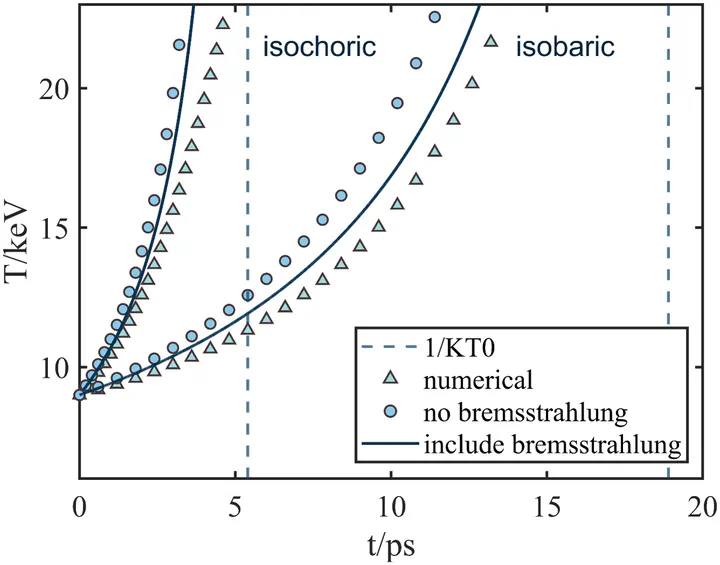 isochoric
isobaric
20
15
10
T/keV
1/KT0
numerical
no bremsstrahlung
include bremsstrahlung
0
5
10
15
20
t/ps